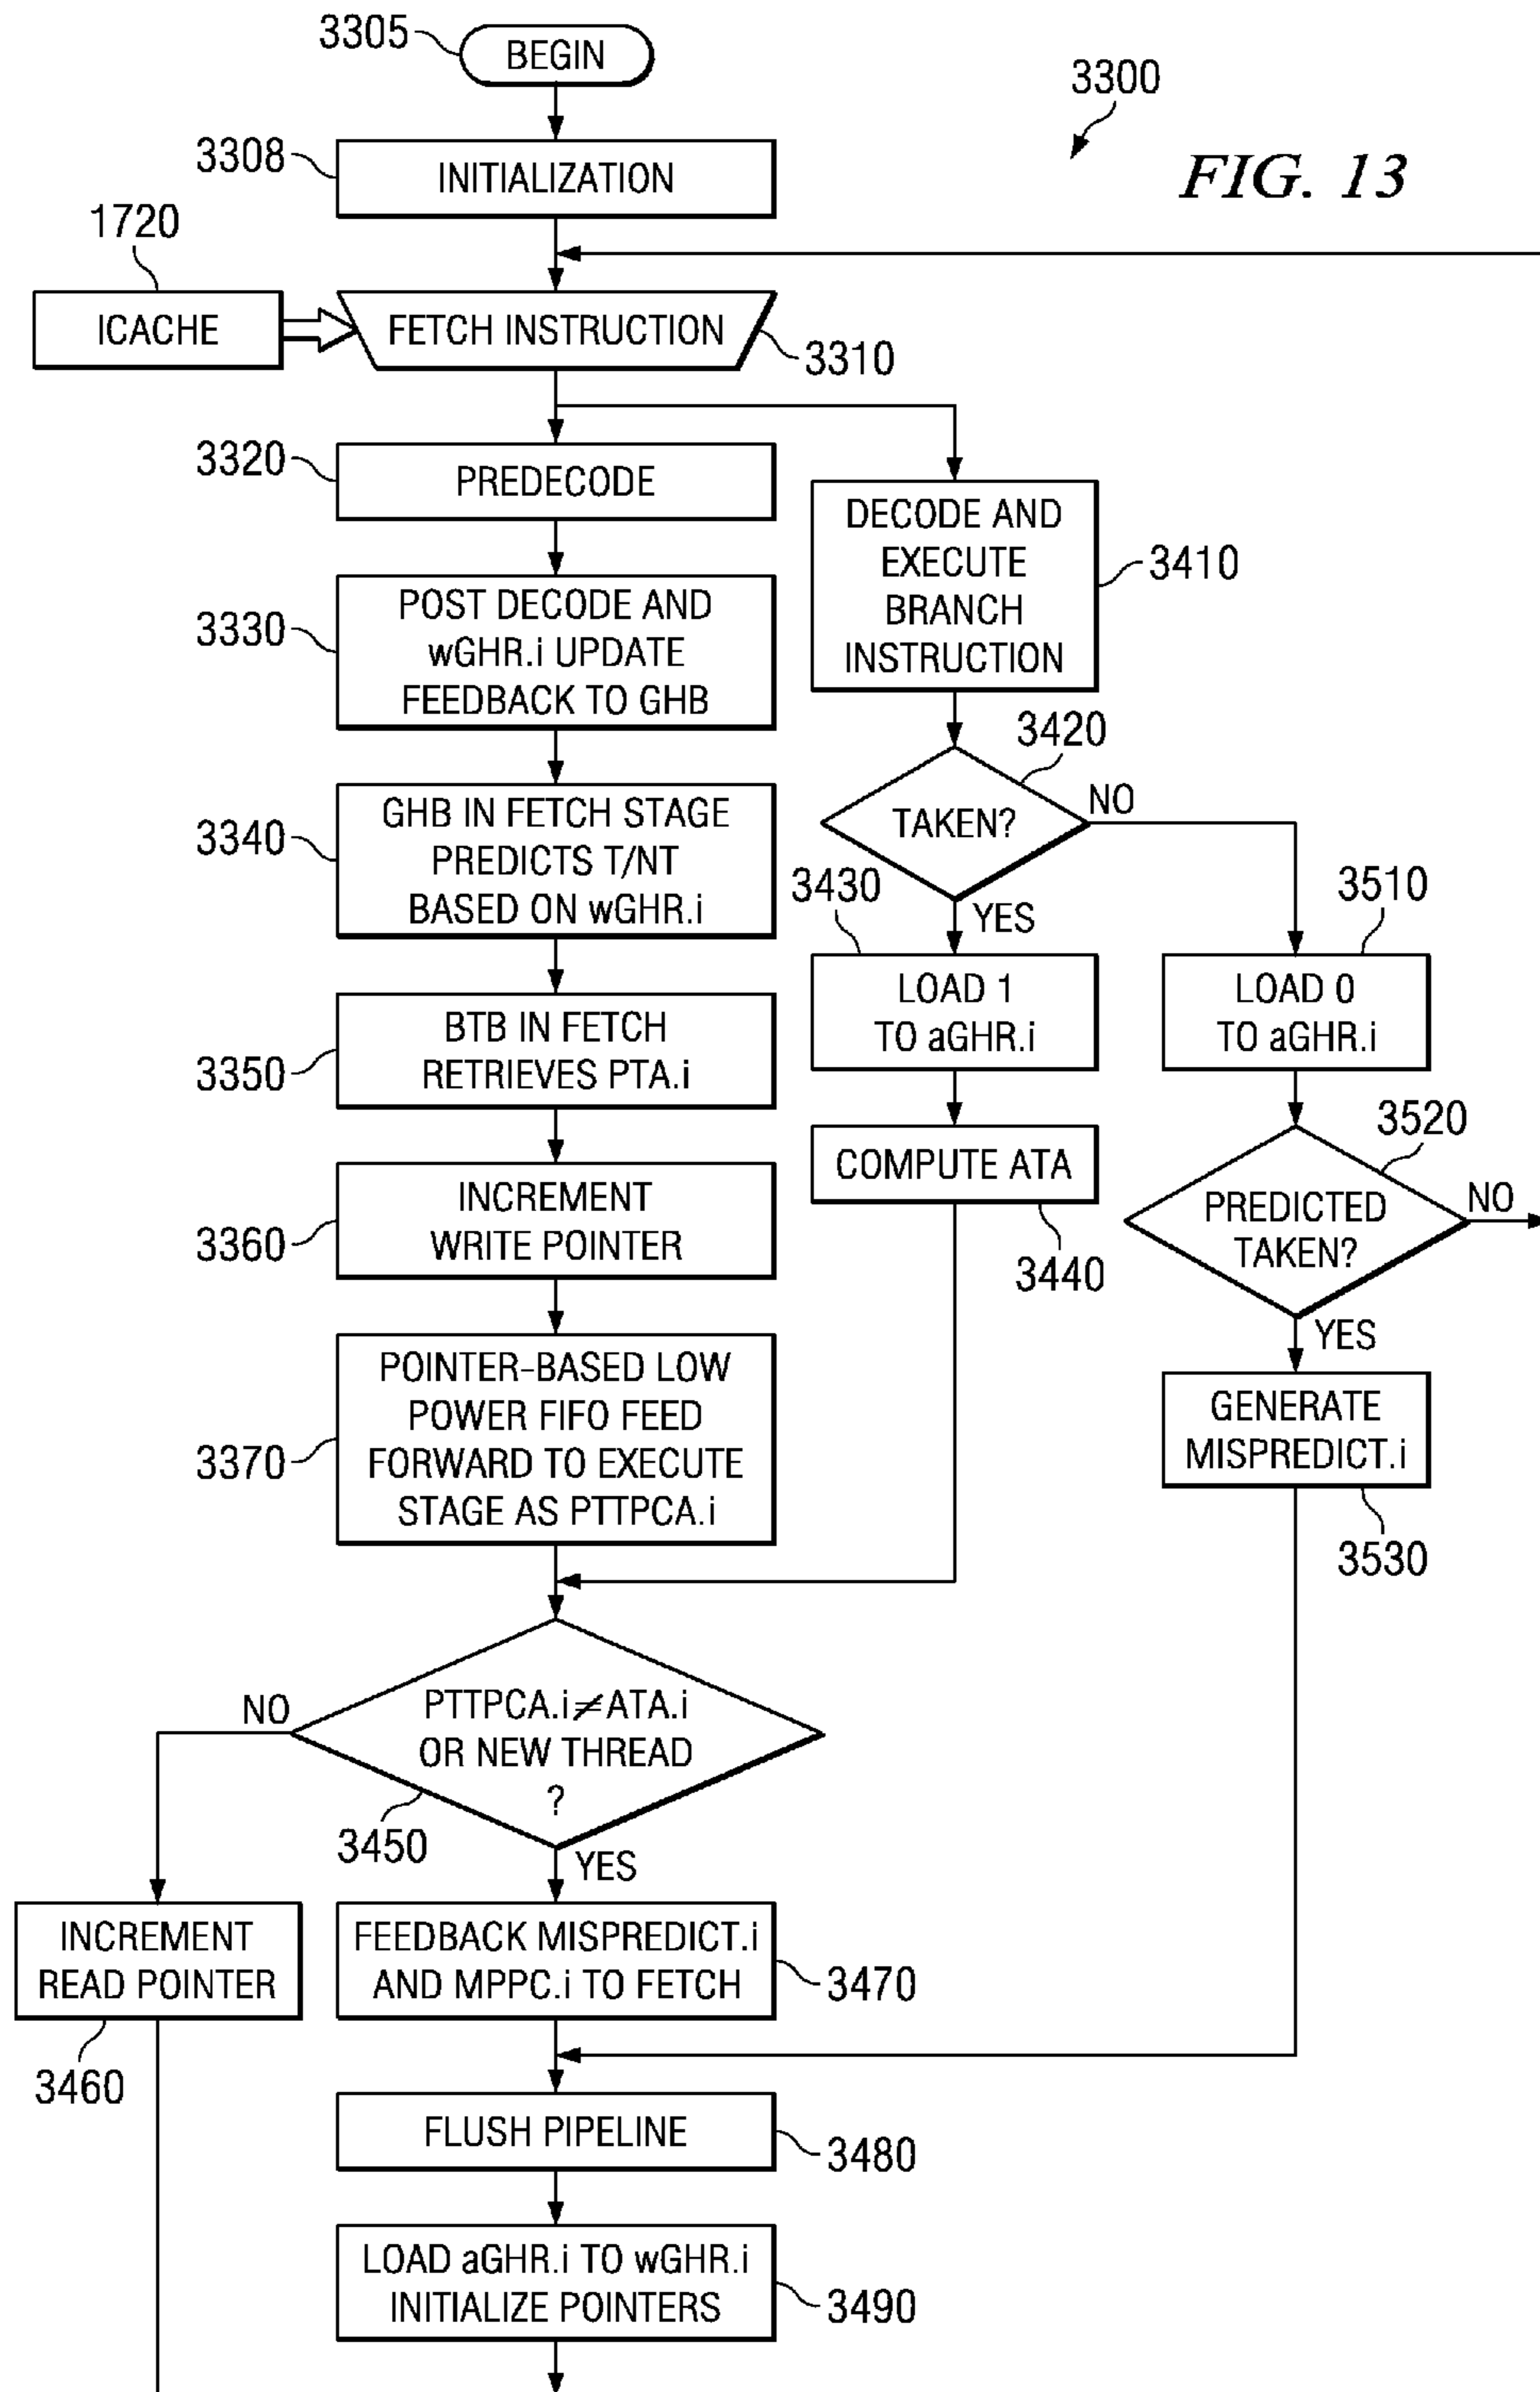 3305
BEGIN
3300
FIG. 13
3308
INITIALIZATION
1720
ICACHE
FETCH INSTRUCTION
3310
3320
PREDECODE
DECODE AND
EXECUTE
BRANCH
INSTRUCTION
3410
3330
POST DECODE AND
wGHR.i UPDATE
FEEDBACK TO GHB
3420
TAKEN?
NO
YES
3340
GHB IN FETCH STAGE
PREDICTS T/NT
BASED ON wGHR.i
3430
LOAD 1
TO aGHR.i
3510
LOAD 0
TO aGHR.i
3350
BTB IN FETCH
RETRIEVES PTA.i
COMPUTE ATA
3440
3520
PREDICTED
TAKEN?
NO
YES
3360
INCREMENT
WRITE POINTER
3370
POINTER-BASED LOW
POWER FIFO FEED
FORWARD TO EXECUTE
STAGE AS PTTPCA.i
GENERATE
MISPREDICT.i
3530
NO
PTTPCA.i≠ATA.i
OR NEW THREAD
?
3450
YES
INCREMENT
READ POINTER
3460
FEEDBACK MISPREDICT.i
AND MPPC.i TO FETCH
3470
FLUSH PIPELINE
3480
LOAD aGHR.i TO wGHR.i
INITIALIZE POINTERS
3490